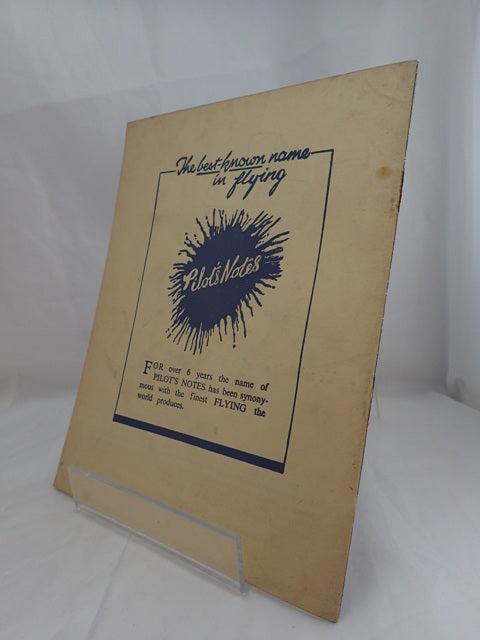 The best-known name
in flying
Pilot's Notes
FOR over 6 years the name of
PILOT'S NOTES has been synony-
mous with the finest FLYING the
world produces.